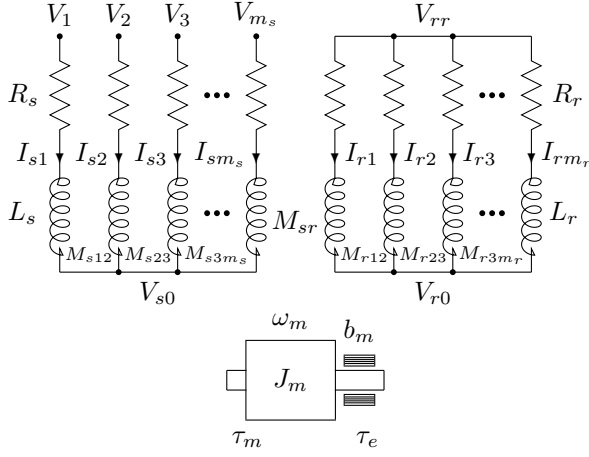 V_1 V_2 V_3 V_{m_s} V_{rr}
R_s R_r
I_{s1} I_{s2} I_{s3} I_{sm_s} I_{r1} I_{r2} I_{r3} I_{rm_r}
L_s M_{sr} L_r
M_{s12} M_{s23} M_{s3m_s} M_{r12} M_{r23} M_{r3m_r}
V_{s0} V_{r0}
ω_m b_m
J_m
τ_m τ_e